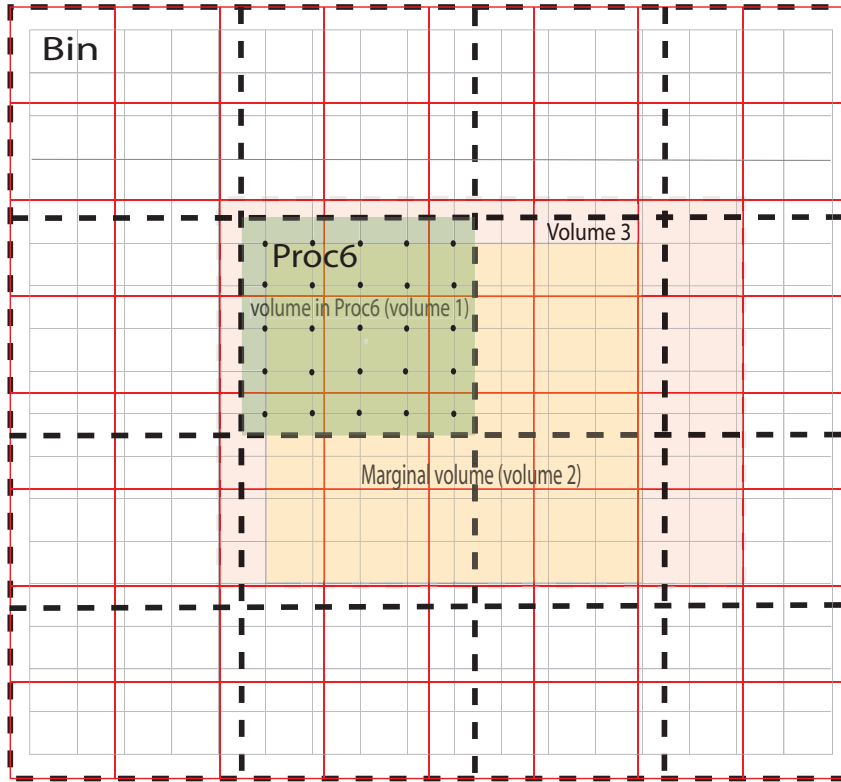 Bin
Volume 3
Proc6
volume in Proc6 (volume 1)
Marginal volume (volume 2)